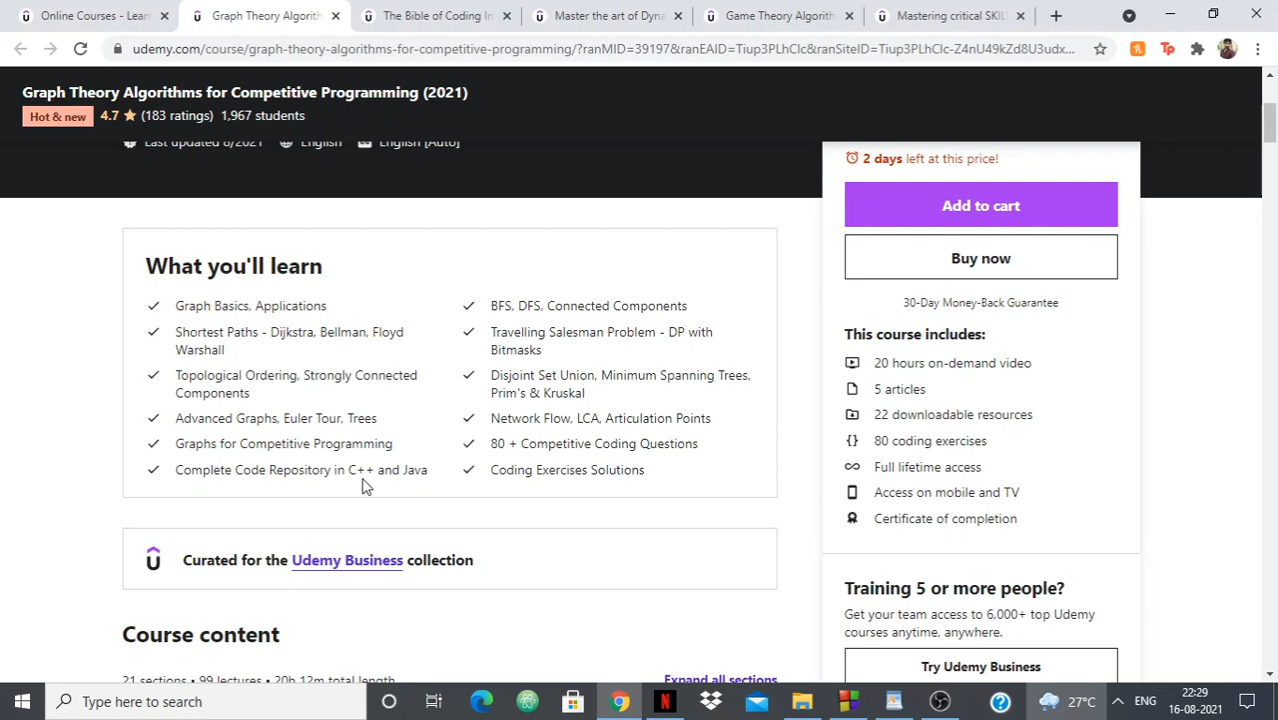 Online Courses - Learn
Graph Theory Algorith
The Bible of Coding In
Master the art of Dyna
Game Theory Algorith
Mastering critical SKIL
udemy.com/course/graph-theory-algorithms-for-competitive-programming/?ranMID=39197&ranEAID=Tiup3PLhClc&ranSiteID=Tiup3PLhClc-Z4nU49kZd8U3udx...
Graph Theory Algorithms for Competitive Programming (2021)
Hot & new 4.7 (183 ratings) 1,967 students
Last updated 8/2021 English English [Auto]
2 days left at this price!
Add to cart
Buy now
30-Day Money-Back Guarantee
This course includes:
20 hours on-demand video
5 articles
22 downloadable resources
80 coding exercises
Full lifetime access
Access on mobile and TV
Certificate of completion
Training 5 or more people?
Get your team access to 6,000+ top Udemy
courses anytime, anywhere.
Try Udemy Business
What you'll learn
Graph Basics, Applications
BFS, DFS, Connected Components
Shortest Paths - Dijkstra, Bellman, Floyd
Warshall
Travelling Salesman Problem - DP with
Bitmasks
Topological Ordering, Strongly Connected
Components
Disjoint Set Union, Minimum Spanning Trees,
Prim's & Kruskal
Advanced Graphs, Euler Tour, Trees
Network Flow, LCA, Articulation Points
Graphs for Competitive Programming
80 + Competitive Coding Questions
Complete Code Repository in C++ and Java
Coding Exercises Solutions
Curated for the Udemy Business collection
Course content
21 sections • 99 lectures • 20h 12m total length
Expand all sections
Type here to search
27°C
ENG
22:29
16-08-2021